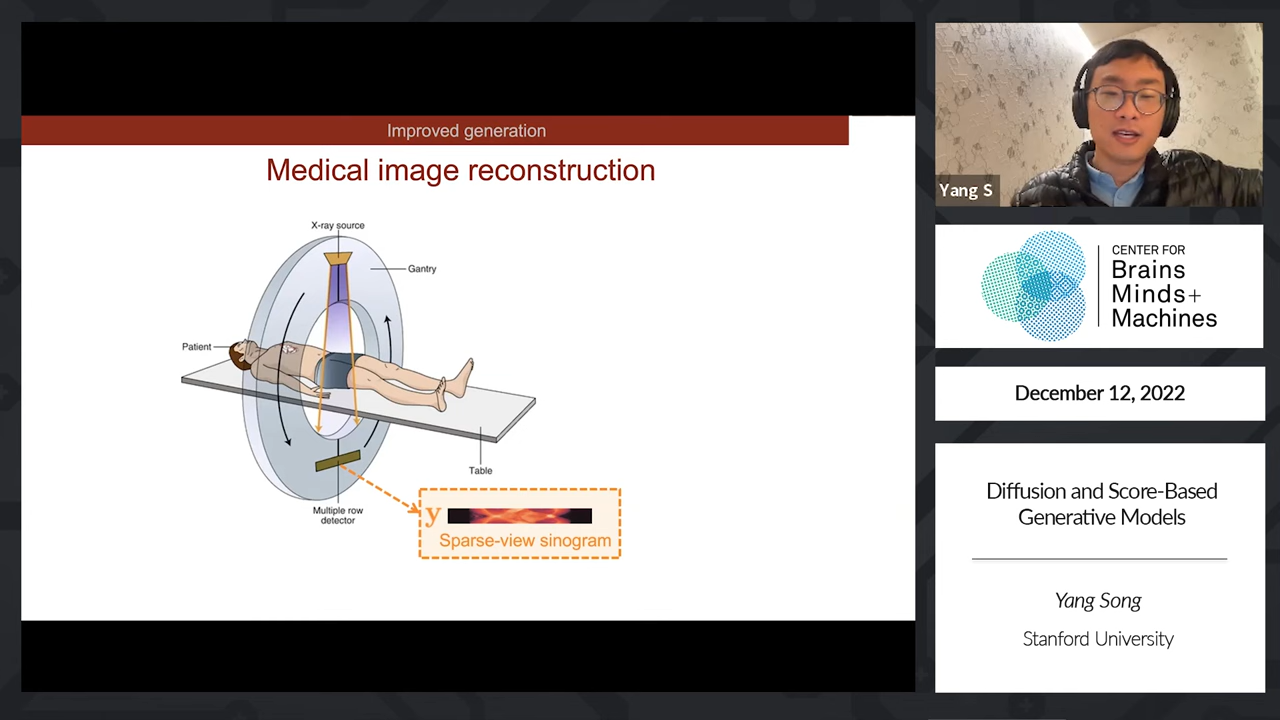 Improved generation
Medical image reconstruction
X-ray source
Gantry
Patient
Table
Multiple row
detector
y
Sparse-view sinogram
Yang S
CENTER FOR
Brains
Minds+
Machines
December 12, 2022
Diffusion and Score-Based
Generative Models
Yang Song
Stanford University